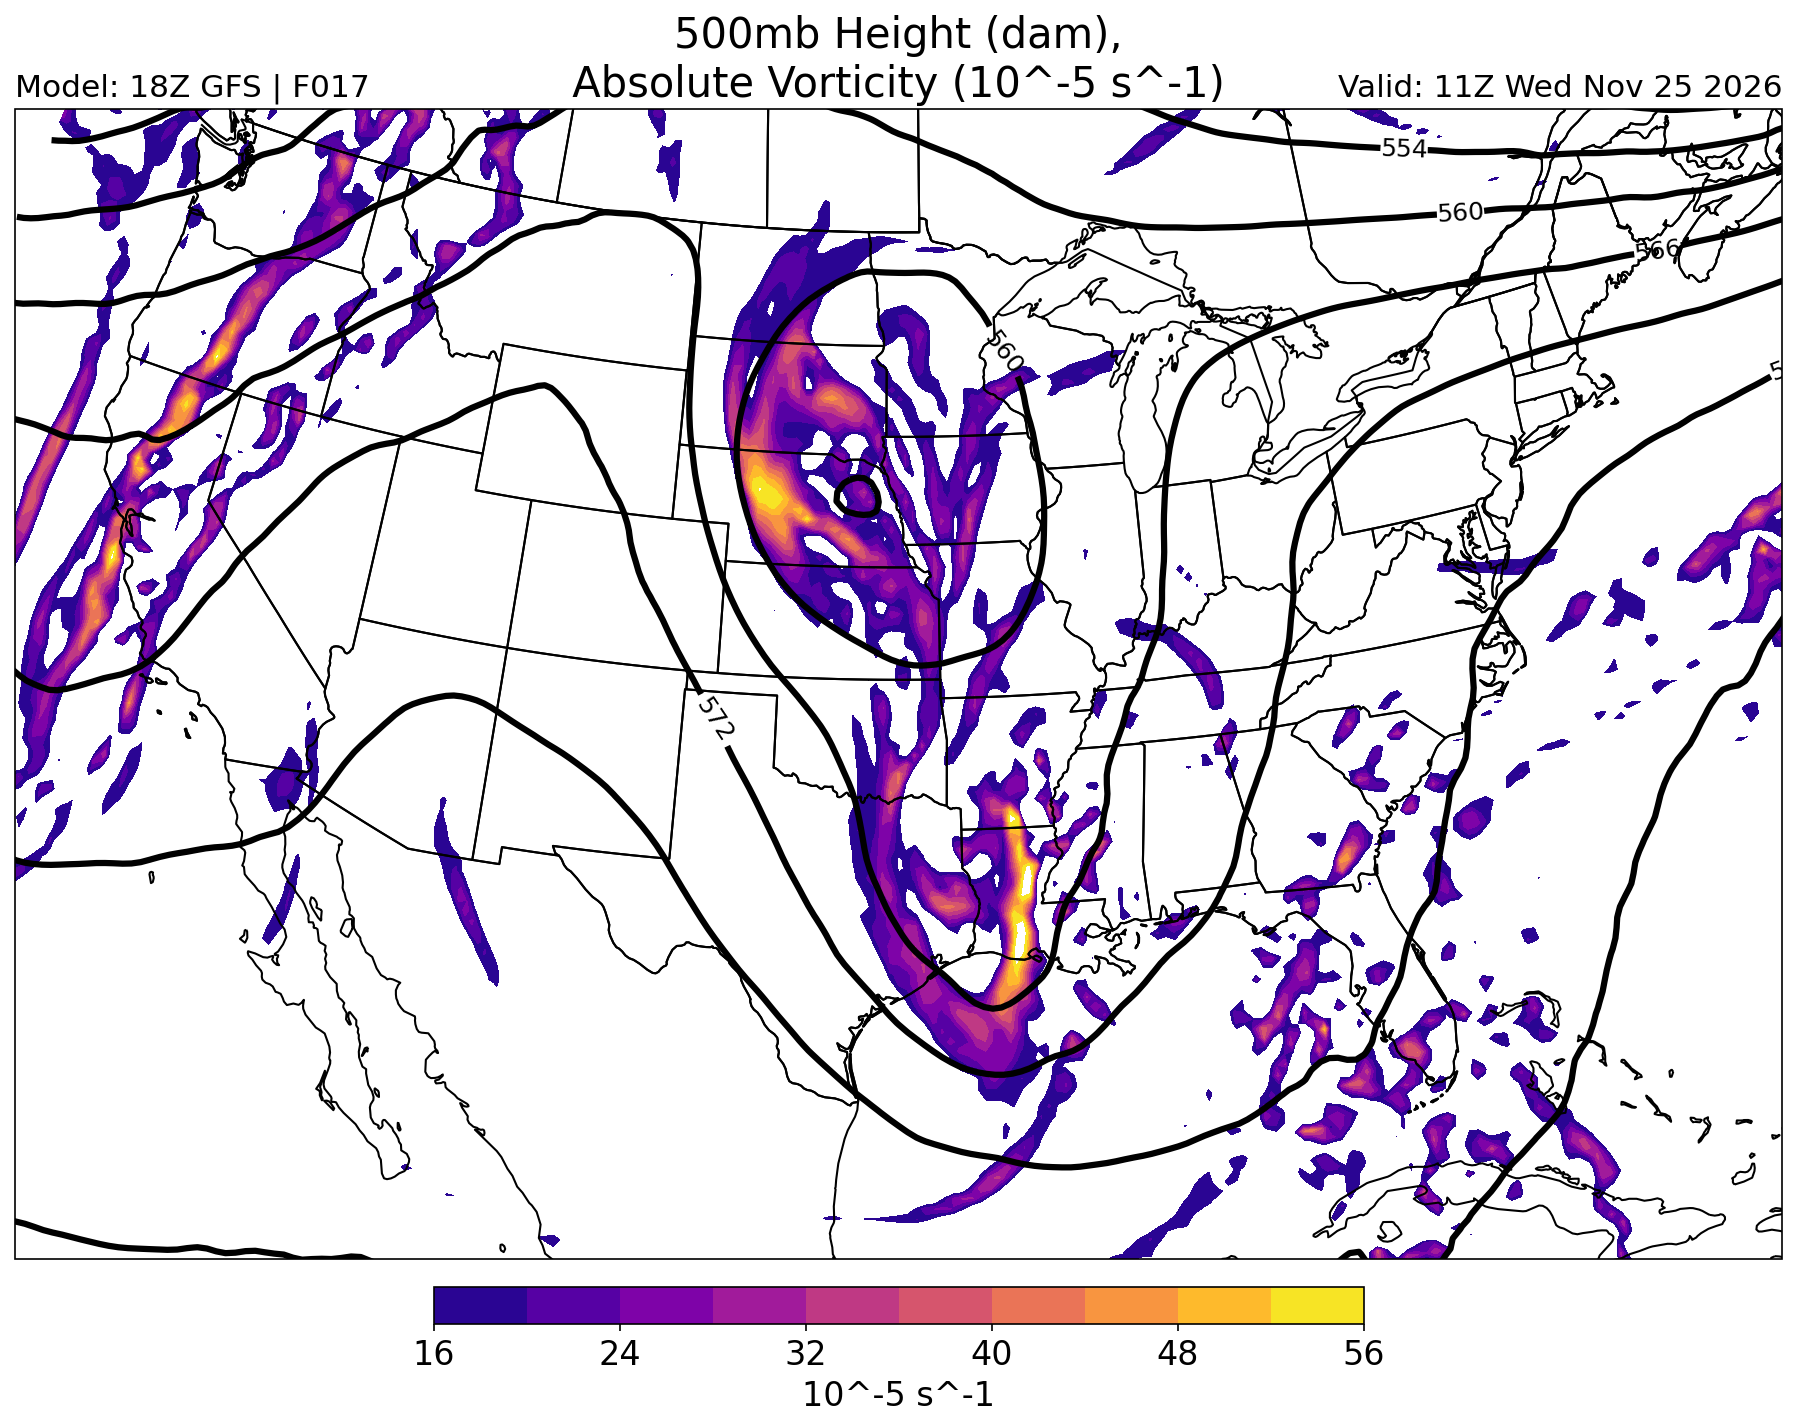 500mb Height (dam),
Model: 18Z GFS | F017
Absolute Vorticity (10^-5 s^-1)
Valid: 11Z Wed Nov 25 2026
554
560
566
560
572
16 24 32 40 48 56
10^-5 s^-1